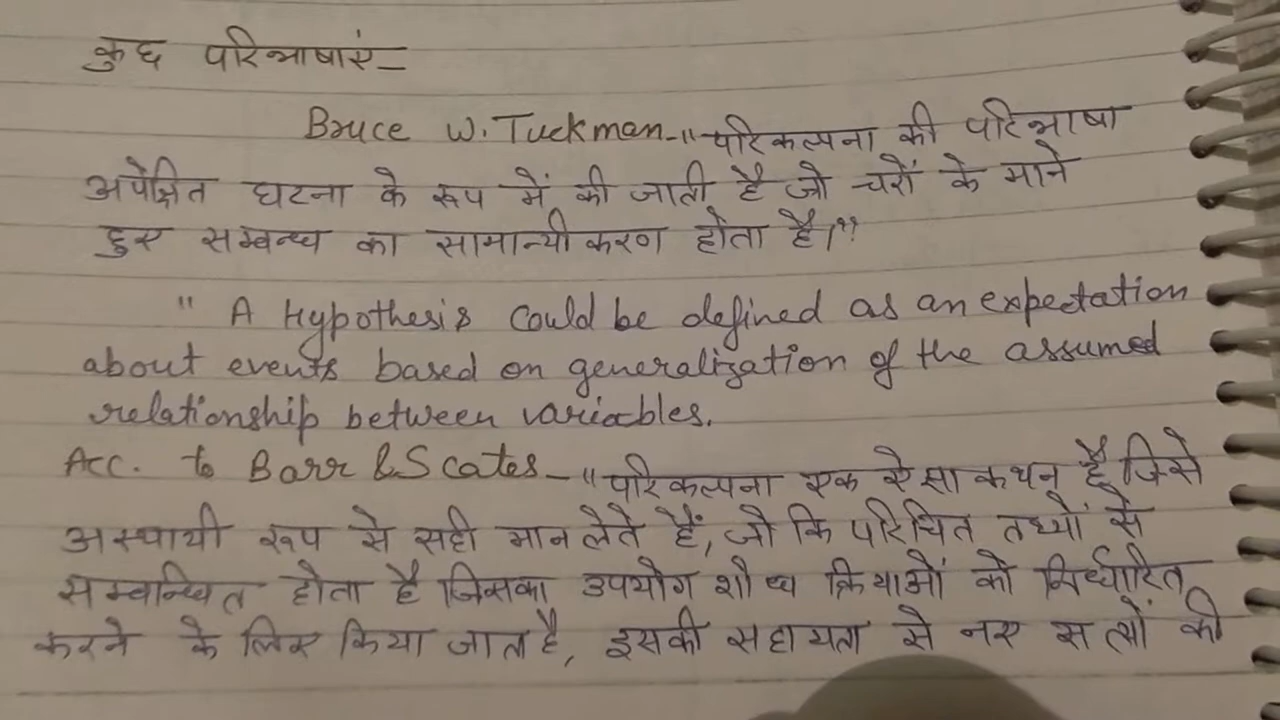 कुछ परिभाषाएं–
Bruce W. Tuckman-"परिकल्पना की परिभाषा
अपेक्षित घटना के रूप में की जाती है जो चरों के माने
हुए सम्बन्ध का सामान्यीकरण होता है।"
" A Hypothesis could be defined as an expectation
about events based on generalization of the assumed
relationship between variables.
Acc. to Barr & Scates-"परिकल्पना एक ऐसा कथन है जिसे
अस्थायी रूप से सही मान लेते हैं, जो कि परिचित तथ्यों से
सम्बन्धित होता है जिसका उपयोग शोध क्रियाओं को निर्धारित
करने के लिए किया जाता है, इसकी सहायता से नए सत्यों की